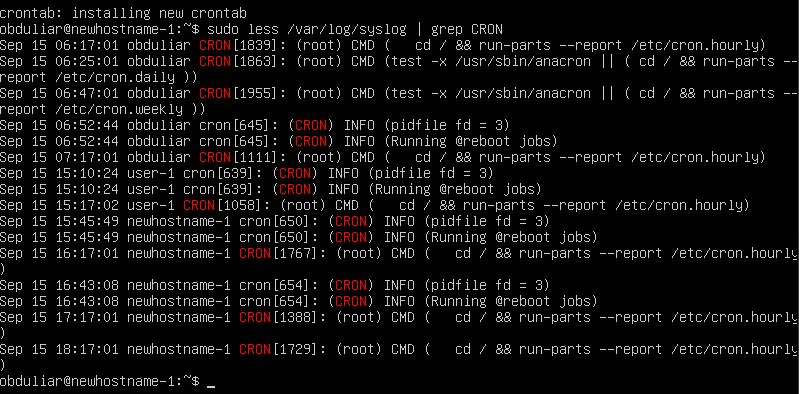 crontab: installing new crontab
obduliar@newhostname-1:~$ sudo less /var/log/syslog | grep CRON
Sep 15 06:17:01 obduliar CRON[1839]: (root) CMD (   cd / && run-parts --report /etc/cron.hourly)
Sep 15 06:25:01 obduliar CRON[1863]: (root) CMD (test -x /usr/sbin/anacron || ( cd / && run-parts --
report /etc/cron.daily ))
Sep 15 06:47:01 obduliar CRON[1955]: (root) CMD (test -x /usr/sbin/anacron || ( cd / && run-parts --
report /etc/cron.weekly ))
Sep 15 06:52:44 obduliar cron[645]: (CRON) INFO (pidfile fd = 3)
Sep 15 06:52:44 obduliar cron[645]: (CRON) INFO (Running @reboot jobs)
Sep 15 07:17:01 obduliar CRON[1111]: (root) CMD (   cd / && run-parts --report /etc/cron.hourly)
Sep 15 15:10:24 user-1 cron[639]: (CRON) INFO (pidfile fd = 3)
Sep 15 15:10:24 user-1 cron[639]: (CRON) INFO (Running @reboot jobs)
Sep 15 15:17:02 user-1 CRON[1058]: (root) CMD (   cd / && run-parts --report /etc/cron.hourly)
Sep 15 15:45:49 newhostname-1 cron[650]: (CRON) INFO (pidfile fd = 3)
Sep 15 15:45:49 newhostname-1 cron[650]: (CRON) INFO (Running @reboot jobs)
Sep 15 16:17:01 newhostname-1 CRON[1767]: (root) CMD (   cd / && run-parts --report /etc/cron.hourly
)
Sep 15 16:43:08 newhostname-1 cron[654]: (CRON) INFO (pidfile fd = 3)
Sep 15 16:43:08 newhostname-1 cron[654]: (CRON) INFO (Running @reboot jobs)
Sep 15 17:17:01 newhostname-1 CRON[1388]: (root) CMD (   cd / && run-parts --report /etc/cron.hourly
)
Sep 15 18:17:01 newhostname-1 CRON[1729]: (root) CMD (   cd / && run-parts --report /etc/cron.hourly
)
obduliar@newhostname-1:~$ _